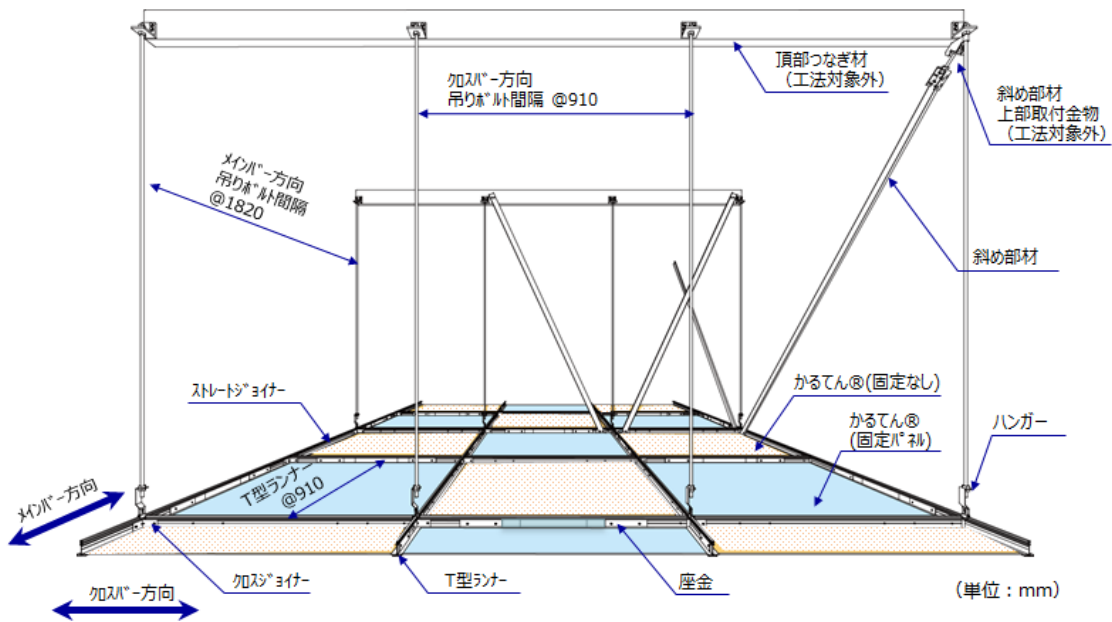 頂部つなぎ材
（工法対象外）
ｸﾛｽﾊﾞｰ方向
吊りﾎﾞﾙﾄ間隔 @910
斜め部材
上部取付金物
（工法対象外）
ﾒｲﾝﾊﾞｰ方向
吊りﾎﾞﾙﾄ間隔
@1820
斜め部材
ｽﾄﾚｰﾄｼﾞｮｲﾅｰ
かるてん®(固定なし)
かるてん®
(固定ﾊﾟﾈﾙ)
ハンガー
T型ランナー
@910
ﾒｲﾝﾊﾞｰ方向
ｸﾛｽｼﾞｮｲﾅｰ
T型ランナー
座金
（単位：mm）
ｸﾛｽﾊﾞｰ方向